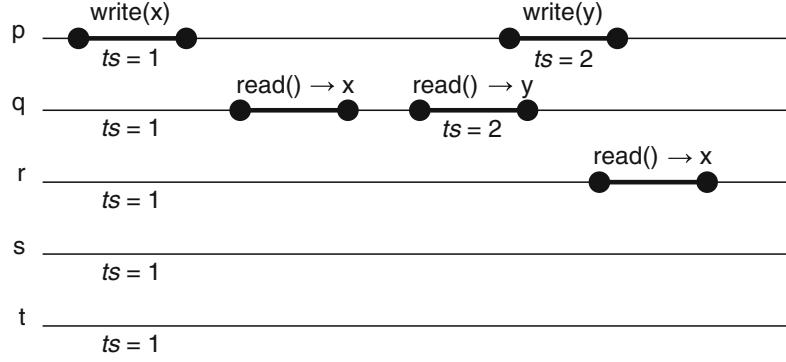 write(x) write(y)
p
ts = 1 ts = 2
read() → x read() → y
q
ts = 1 ts = 2
read() → x
r
ts = 1
s
ts = 1
t
ts = 1